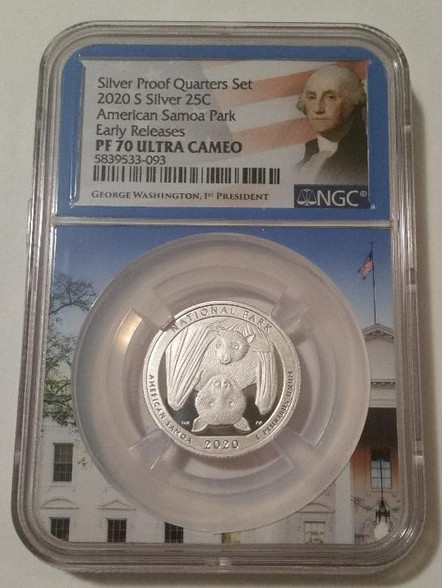 Silver Proof Quarters Set
2020 S Silver 25C
American Samoa Park
Early Releases
PF 70 ULTRA CAMEO
5839533-093
GEORGE WASHINGTON, 1ST PRESIDENT
NGC®
NATIONAL PARK
AMERICAN SAMOA
2020
E PLURIBUS UNUM